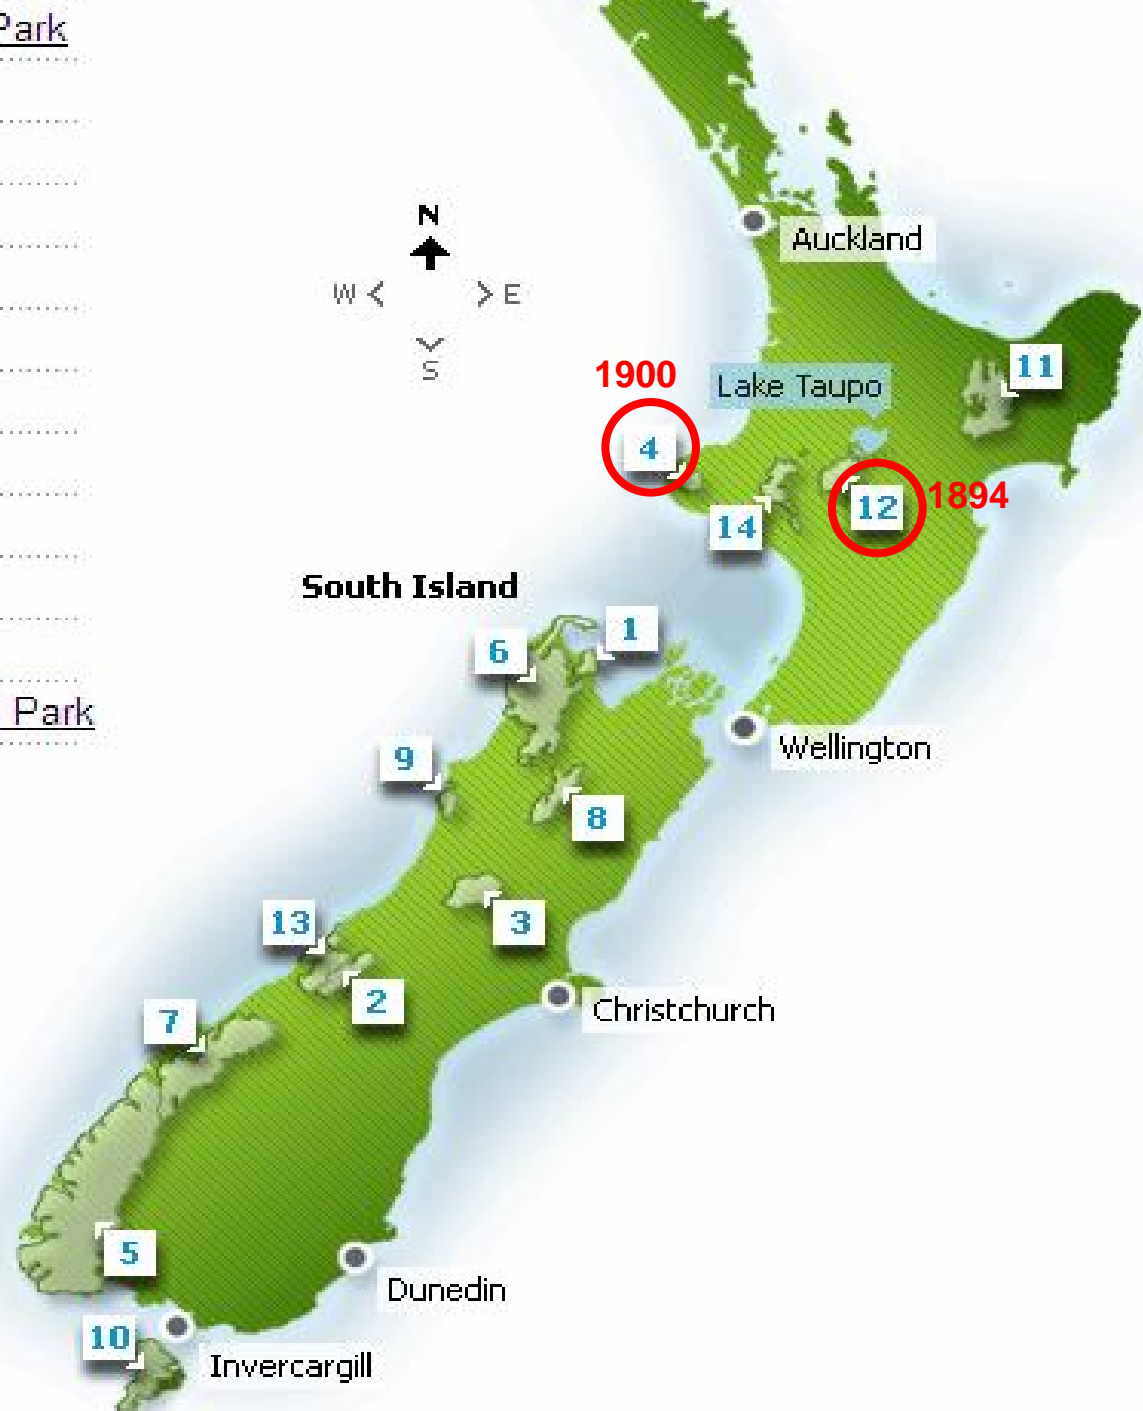 Park
N
Auckland
W
E
S
1900
Lake Taupo
11
4
12
1894
14
South Island
1
6
Park
Wellington
9
8
13
3
2
Christchurch
7
5
Dunedin
10
Invercargill